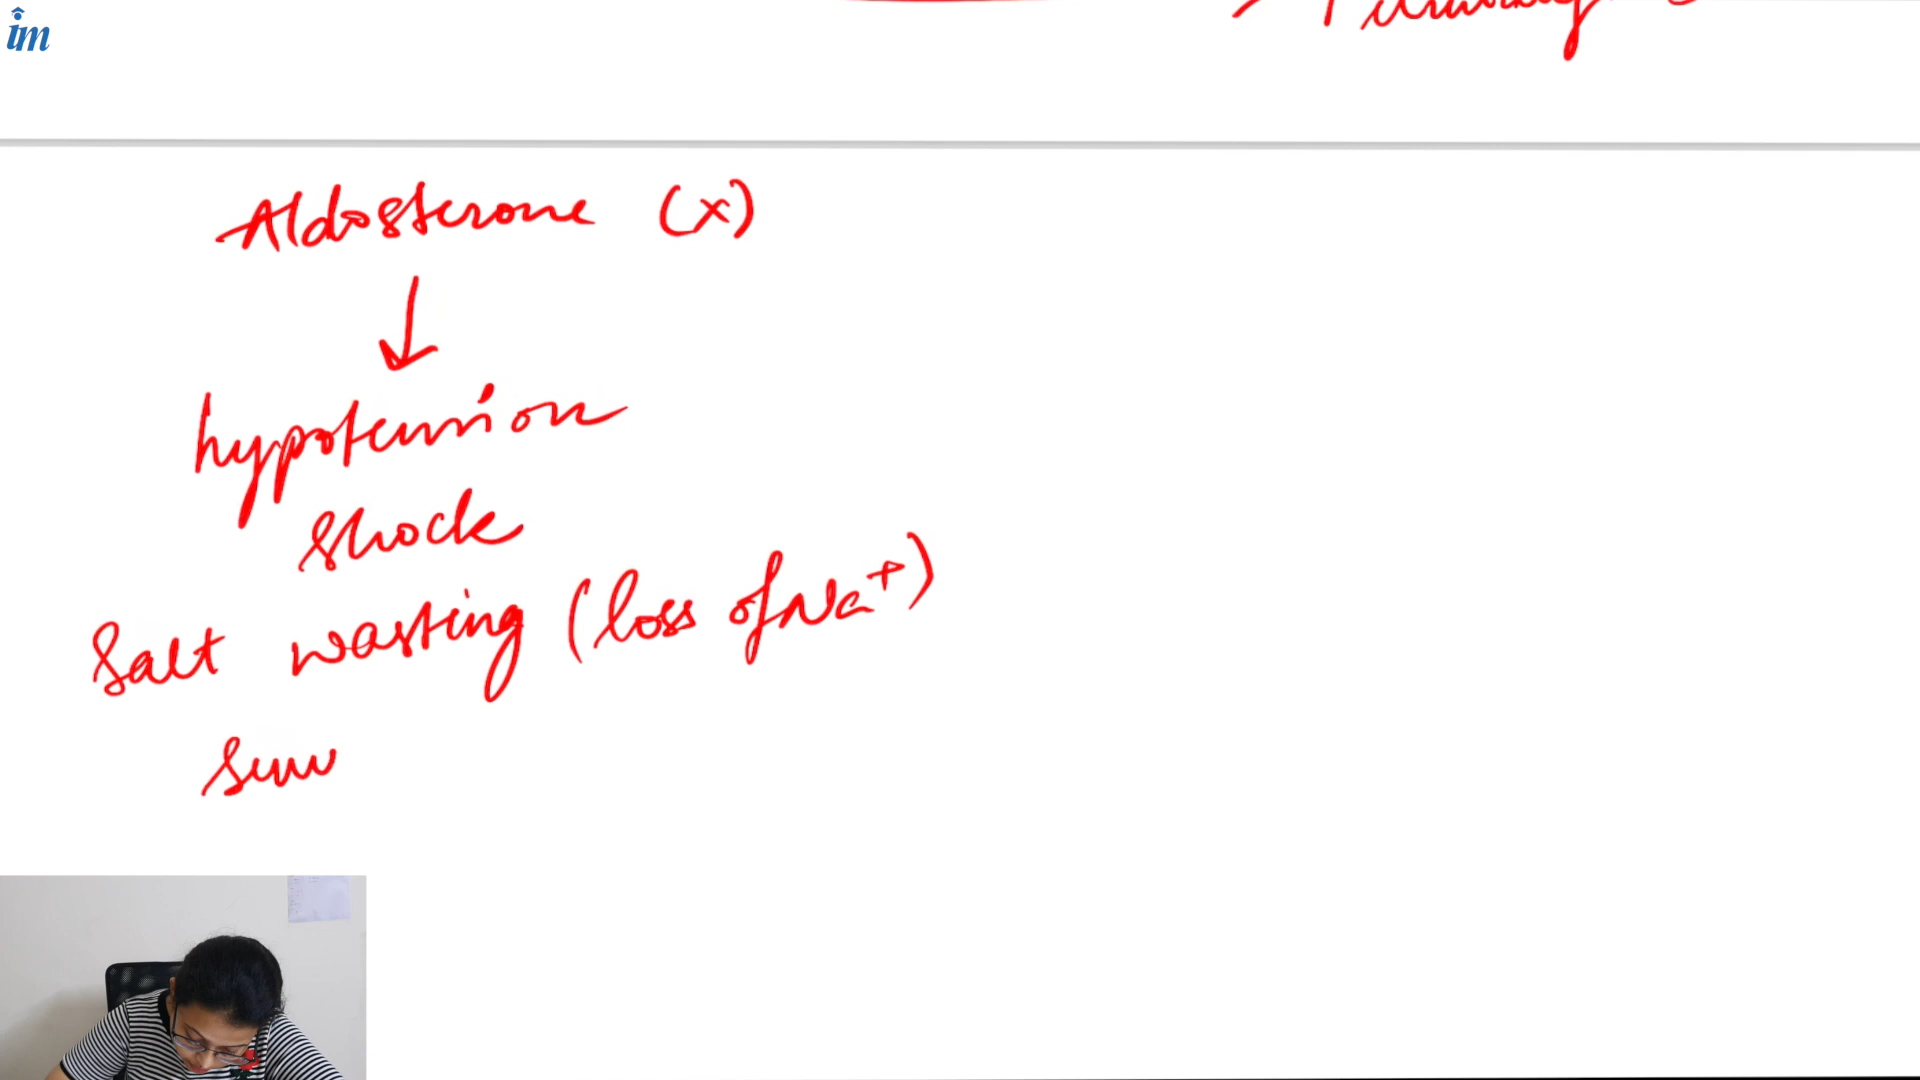 im
Aldosterone (x)
hypotension
shock
Salt wasting (loss of Na+)